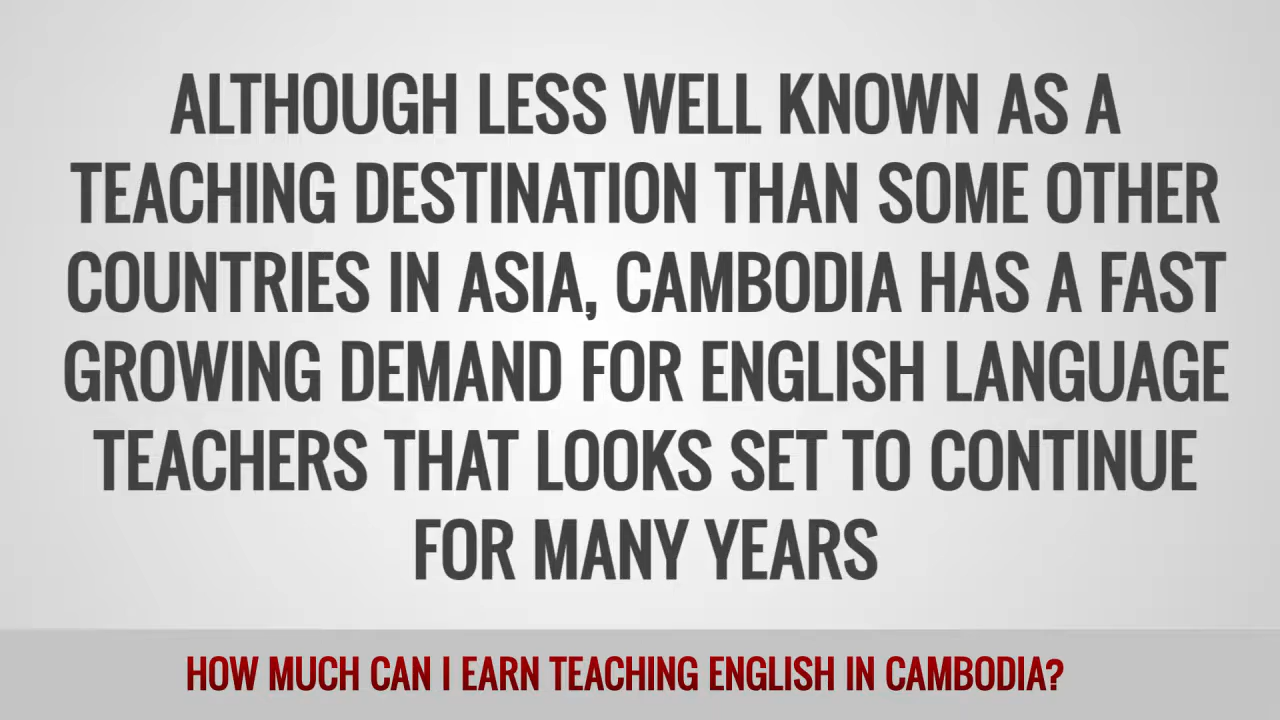 ALTHOUGH LESS WELL KNOWN AS A
TEACHING DESTINATION THAN SOME OTHER
COUNTRIES IN ASIA, CAMBODIA HAS A FAST
GROWING DEMAND FOR ENGLISH LANGUAGE
TEACHERS THAT LOOKS SET TO CONTINUE
FOR MANY YEARS
HOW MUCH CAN I EARN TEACHING ENGLISH IN CAMBODIA?